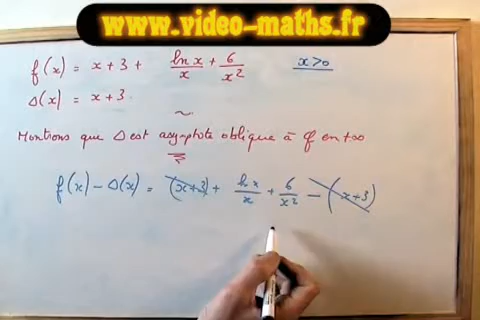 www.video-maths.fr
f(x) = x + 3 + ln x / x + 6 / x² x > 0
Δ(x) = x + 3
Montrons que Δ est asymptote oblique à φ en +∞
f(x) − Δ(x) = (x+3) + ln x / x + 6 / x² − (x+3)